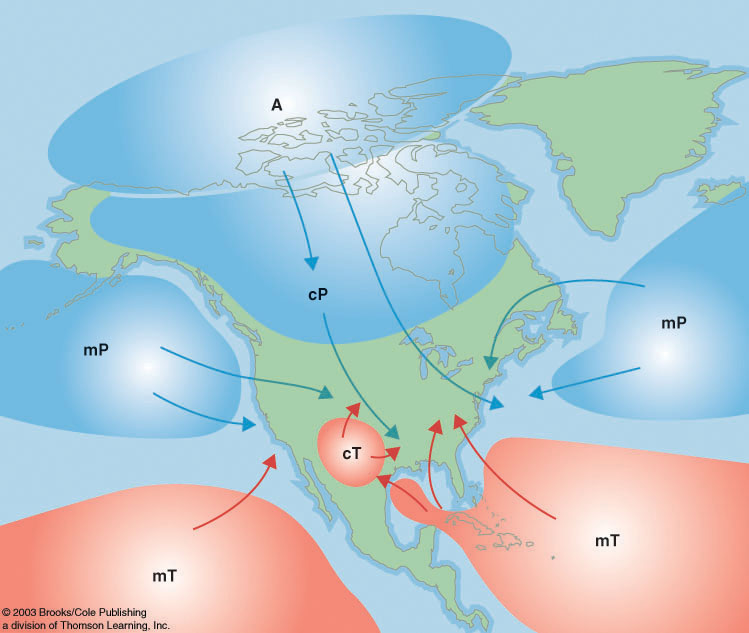 A
cP
mP
mP
cT
mT
mT
© 2003 Brooks/Cole Publishing
a division of Thomson Learning, Inc.